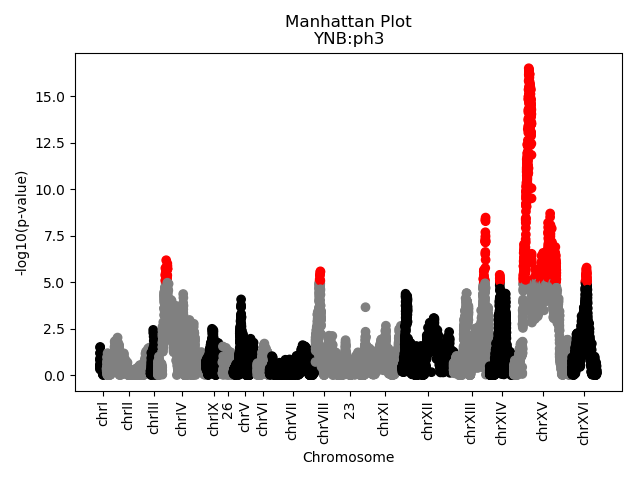 Manhattan Plot
YNB:ph3
-log10(p-value)
15.0
12.5
10.0
7.5
5.0
2.5
0.0
chrI
chrII
chrIII
chrIV
chrIX
26
chrV
chrVI
chrVII
chrVIII
23
chrXI
chrXII
chrXIII
chrXIV
chrXV
chrXVI
Chromosome